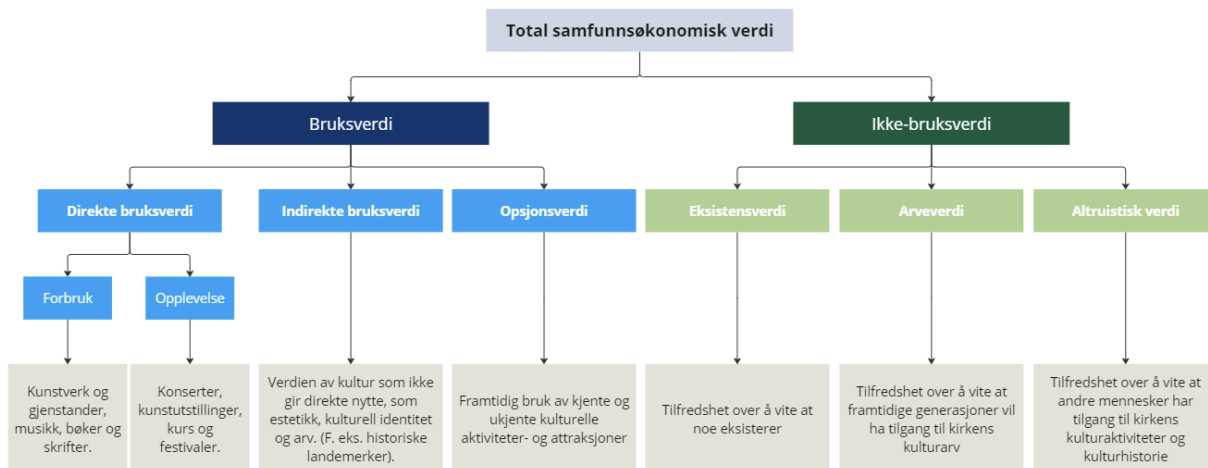 Total samfunnsøkonomisk verdi
Bruksverdi
Ikke-bruksverdi
Direkte bruksverdi
Indirekte bruksverdi
Opsjonsverdi
Eksistensverdi
Arveverdi
Altruistisk verdi
Forbruk
Opplevelse
Kunstverk og
gjenstander,
musikk, bøker og
skrifter.
Konserter,
kunstutstillinger,
kurs og
festivaler.
Verdien av kultur som ikke
gir direkte nytte, som
estetikk, kulturell identitet
og arv. (F. eks. historiske
landemerker).
Framtidig bruk av kjente og
ukjente kulturelle
aktiviteter- og attraksjoner
Tilfredshet over å vite at
noe eksisterer
Tilfredshet over å vite at
framtidige generasjoner vil
ha tilgang til kirkens
kulturarv
Tilfredshet over å vite at
andre mennesker har
tilgang til kirkens
kulturaktiviteter og
kulturhistorie